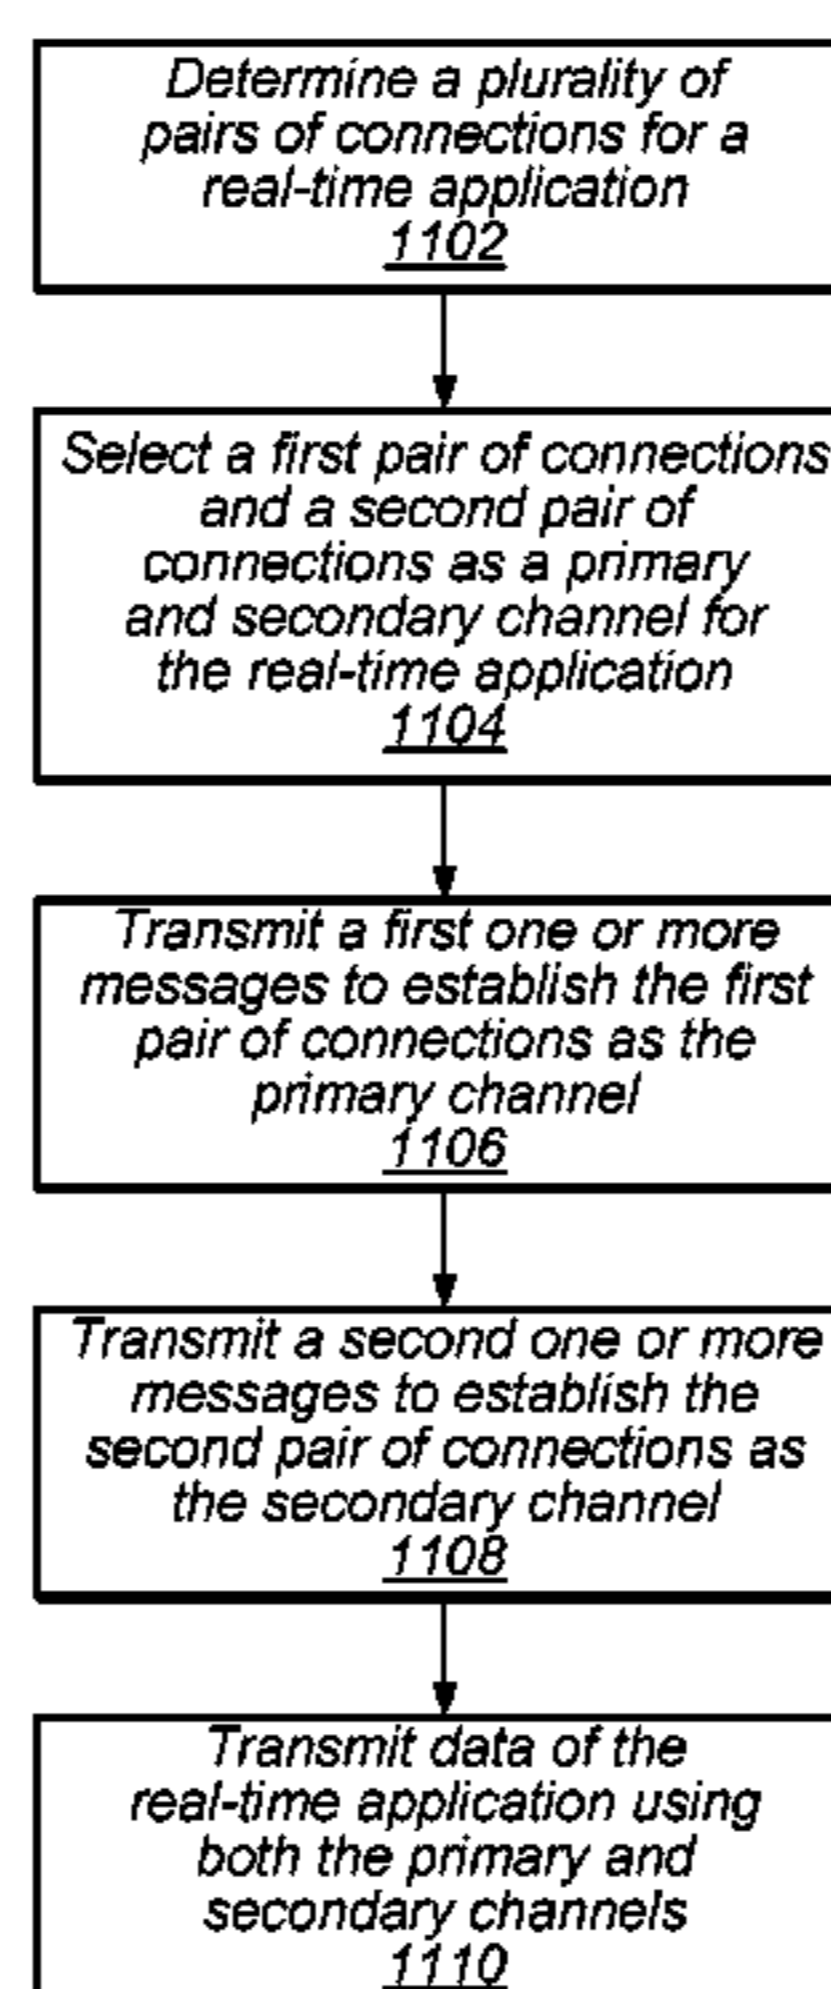 Determine a plurality of
pairs of connections for a
real-time application
1102
Select a first pair of connections
and a second pair of
connections as a primary
and secondary channel for
the real-time application
1104
Transmit a first one or more
messages to establish the first
pair of connections as the
primary channel
1106
Transmit a second one or more
messages to establish the
second pair of connections as
the secondary channel
1108
Transmit data of the
real-time application using
both the primary and
secondary channels
1110